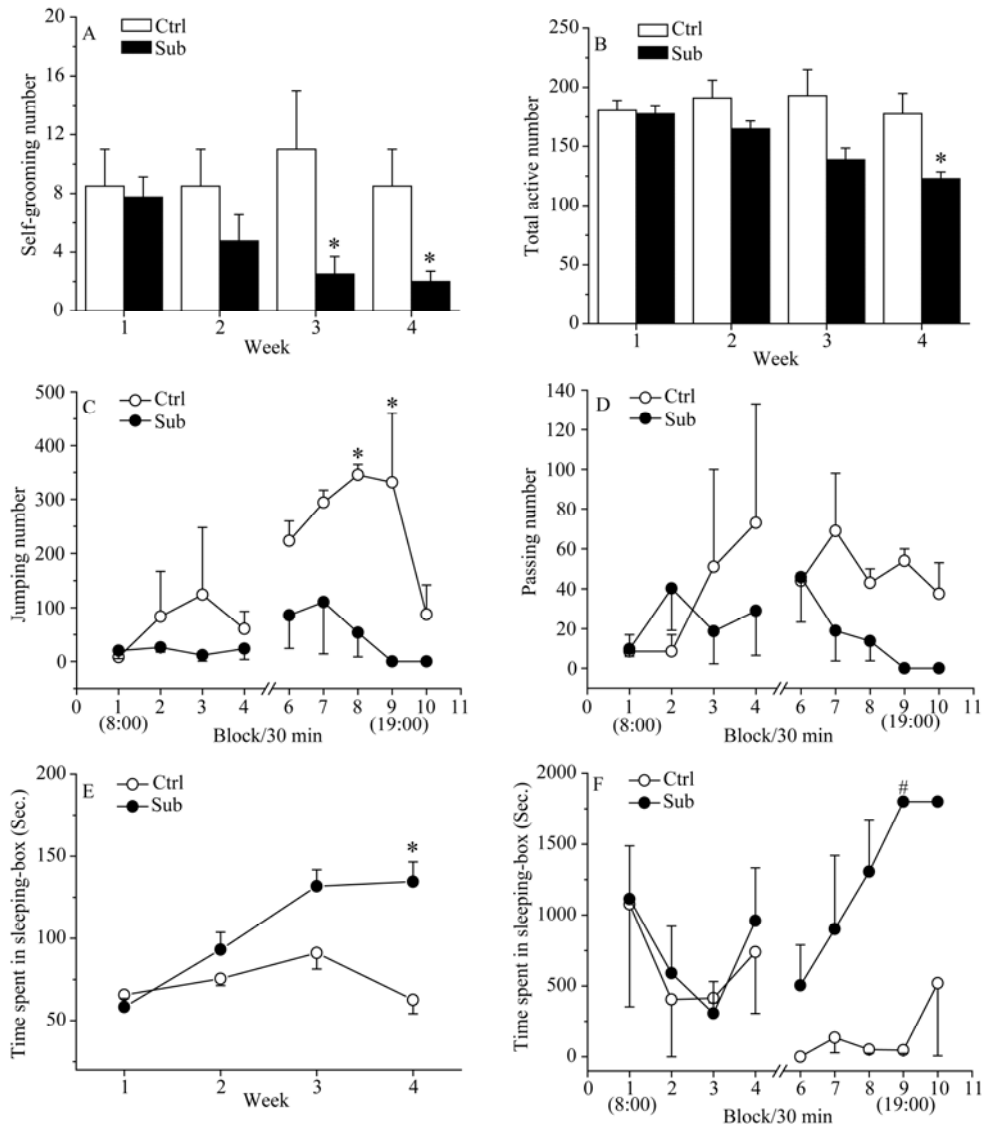 A
Ctrl
Sub
Self-grooming number
20
16
12
8
4
0
*
*
1 2 3 4
Week
B
Ctrl
Sub
Total active number
250
200
150
100
50
0
*
1 2 3 4
Week
C
Ctrl
Sub
Jumping number
500
400
300
200
100
0
*
*
0 1 2 3 4 6 7 8 9 10 11
(8:00) (19:00)
Block/30 min
D
Ctrl
Sub
Passing number
140
120
100
80
60
40
20
0
0 1 2 3 4 6 7 8 9 10 11
(8:00) (19:00)
Block/30 min
E
Ctrl
Sub
Time spent in sleeping-box (Sec.)
200
150
100
50
*
1 2 3 4
Week
F
Ctrl
Sub
Time spent in sleeping-box (Sec.)
2000
1500
1000
500
0
#
0 1 2 3 4 6 7 8 9 10 11
(8:00) (19:00)
Block/30 min